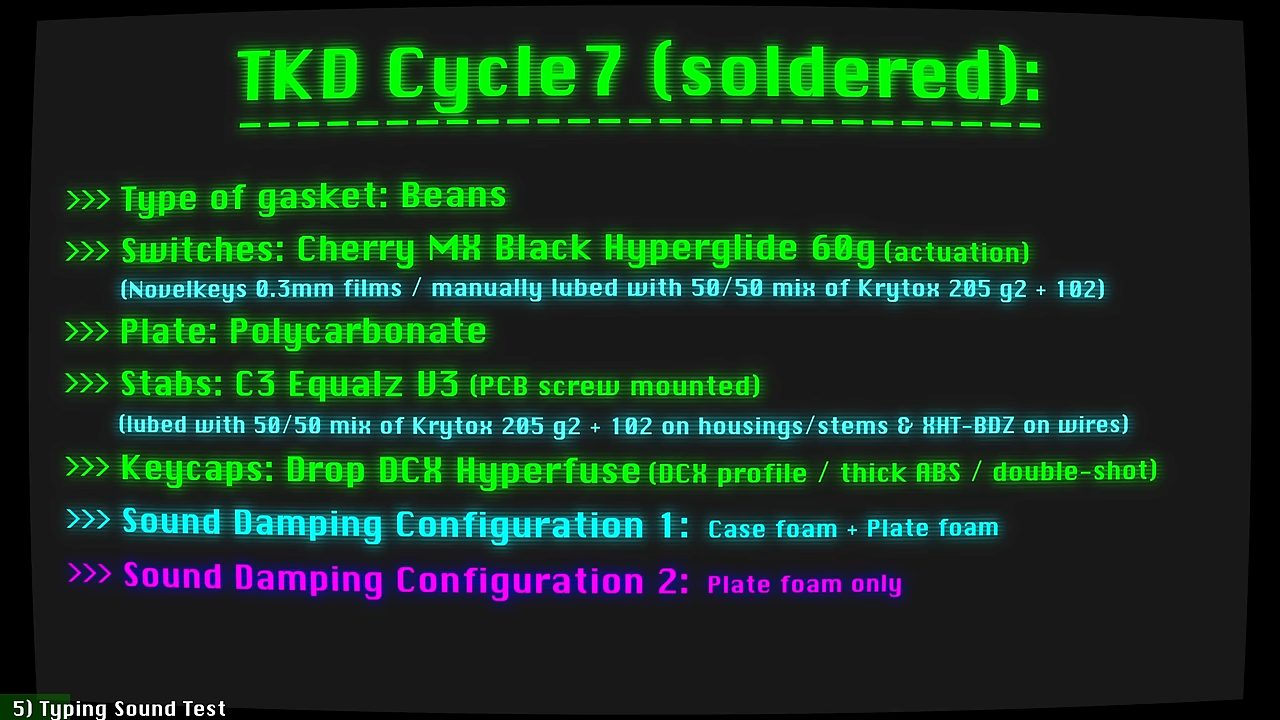 TKD Cycle7 (soldered):
>>> Type of gasket: Beans
>>> Switches: Cherry MX Black Hyperglide 60g (actuation)
(Novelkeys 0.3mm films / manually lubed with 50/50 mix of Krytox 205 g2 + 102)
>>> Plate: Polycarbonate
>>> Stabs: C3 Equalz V3 (PCB screw mounted)
(lubed with 50/50 mix of Krytox 205 g2 + 102 on housings/stems & XHT-BDZ on wires)
>>> Keycaps: Drop DCX Hyperfuse (DCX profile / thick ABS / double-shot)
>>> Sound Damping Configuration 1: Case foam + Plate foam
>>> Sound Damping Configuration 2: Plate foam only
5) Typing Sound Test